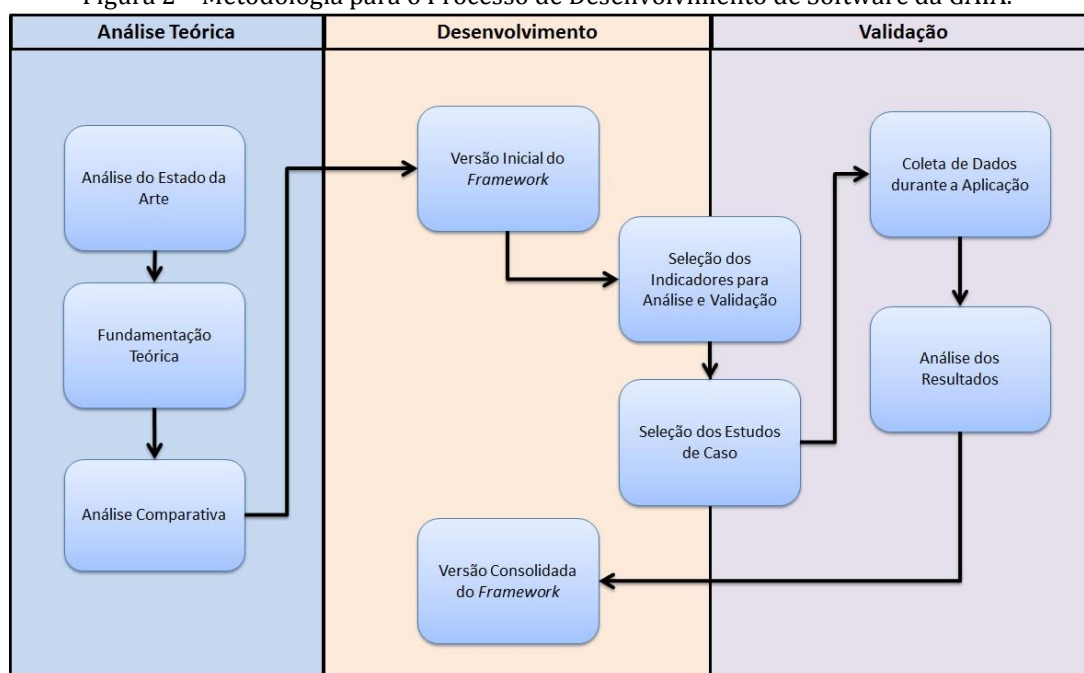 Figura 2 – Metodologia para o Processo de Desenvolvimento de Software da GAIA.
Análise Teórica
Desenvolvimento
Validação
Análise do Estado da
Arte
Fundamentação
Teórica
Análise Comparativa
Versão Inicial do
Framework
Seleção dos
Indicadores para
Análise e Validação
Seleção dos Estudos
de Caso
Versão Consolidada
do Framework
Coleta de Dados
durante a Aplicação
Análise dos
Resultados